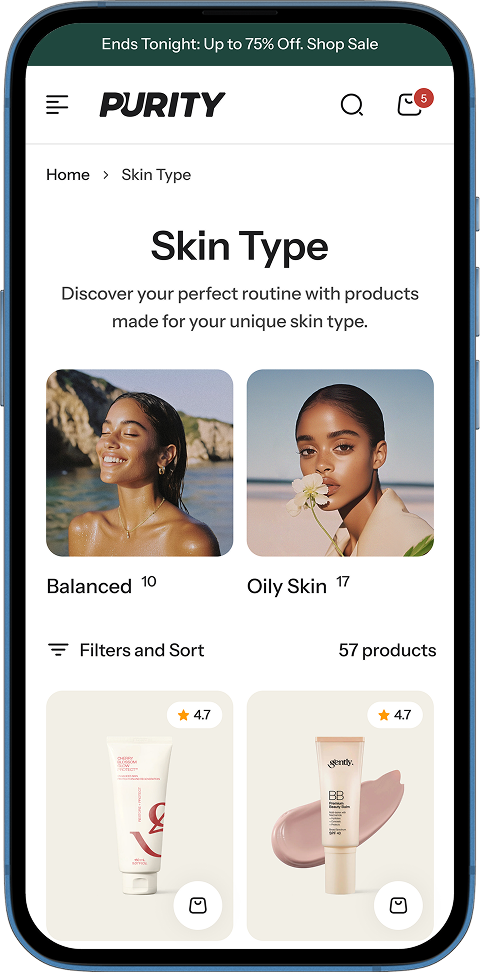 Ends Tonight: Up to 75% Off. Shop Sale
PURITY
5
Home > Skin Type
Skin Type
Discover your perfect routine with products
made for your unique skin type.
Balanced 10
Oily Skin 17
Filters and Sort
57 products
4.7
4.7
CHERRY
BLOSSOM
GLOW
gently.
BB
Premium
Beauty Balm
SPF 40